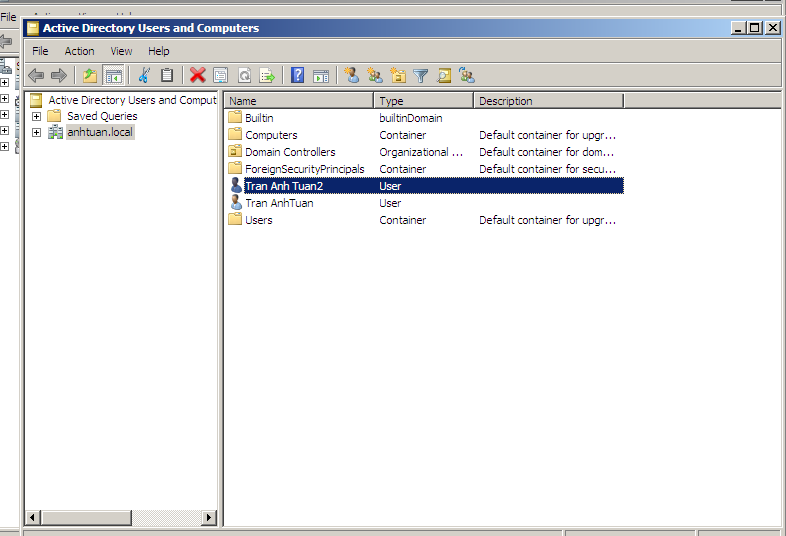 File
Active Directory Users and Computers
File Action View Help
Active Directory Users and Comput
Saved Queries
anhtuan.local
Name Type Description
Builtin builtinDomain
Computers Container Default container for upgr...
Domain Controllers Organizational ... Default container for dom...
ForeignSecurityPrincipals Container Default container for secu...
Tran Anh Tuan2 User
Tran AnhTuan User
Users Container Default container for upgr...